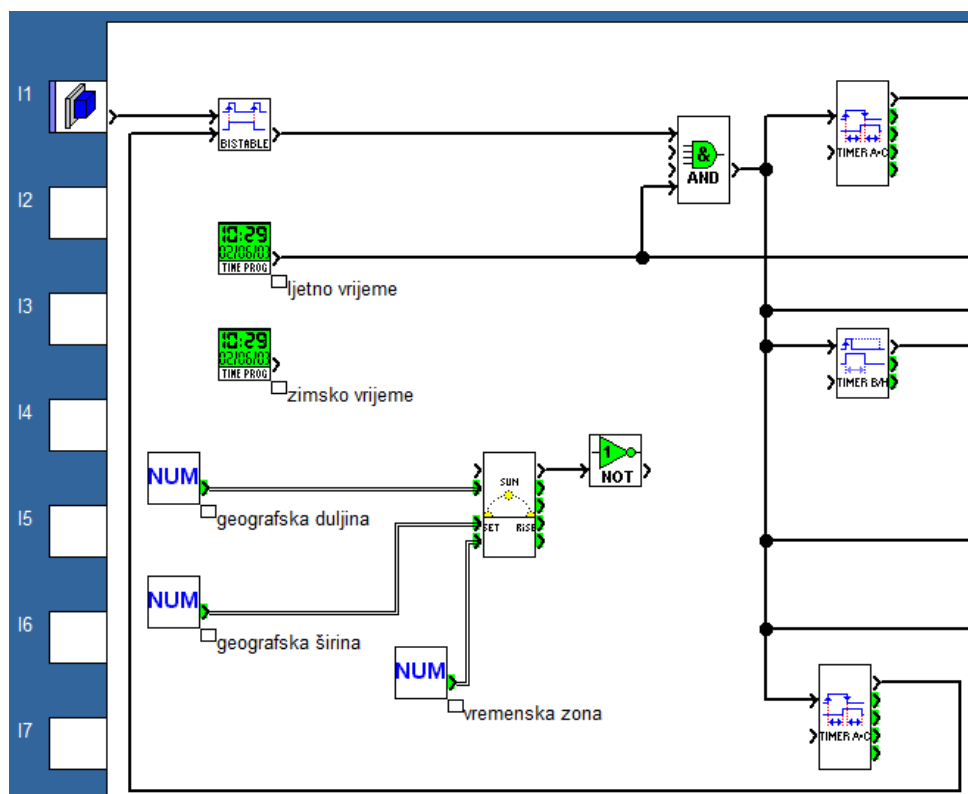 I1
BISTABLE
&
AND
TIMER A•C
I2
10:29
02/06/03
TIME PROG
ljetno vrijeme
I3
10:29
02/06/03
TIME PROG
zimsko vrijeme
TIMER B/H
I4
NUM
geografska duljina
SUN
SET RISE
1
NOT
I5
NUM
geografska širina
I6
NUM
vremenska zona
I7
TIMER A•C